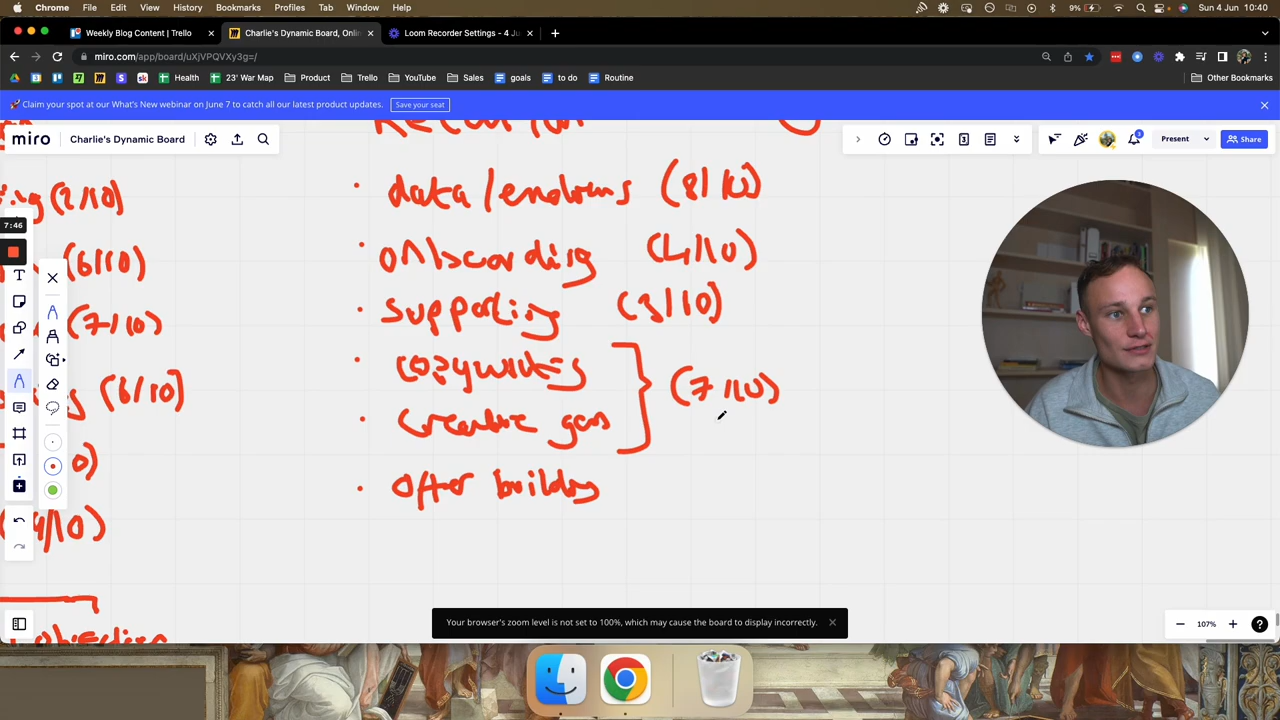 Chrome File Edit View History Bookmarks Profiles Tab Window Help
9% Sun 4 Jun 10:40
Weekly Blog Content | Trello
Charlie's Dynamic Board, Onlin
Loom Recorder Settings - 4 Ju
miro.com/app/board/uXjVPQVXy3g=/
Health 23' War Map Product Trello YouTube Sales goals to do Routine Other Bookmarks
🚀 Claim your spot at our What's New webinar on June 7 to catch all our latest product updates. Save your seat
miro Charlie's Dynamic Board Present Share
data / (8/10)
onboarding (4/10)
supporting (3/10)
copywriting
creative gens
(7/10)
offer building
(2/10)
(6/10)
(7/10)
(6/10)
0)
4/10)
7:46
Your browser's zoom level is not set to 100%, which may cause the board to display incorrectly.
107%